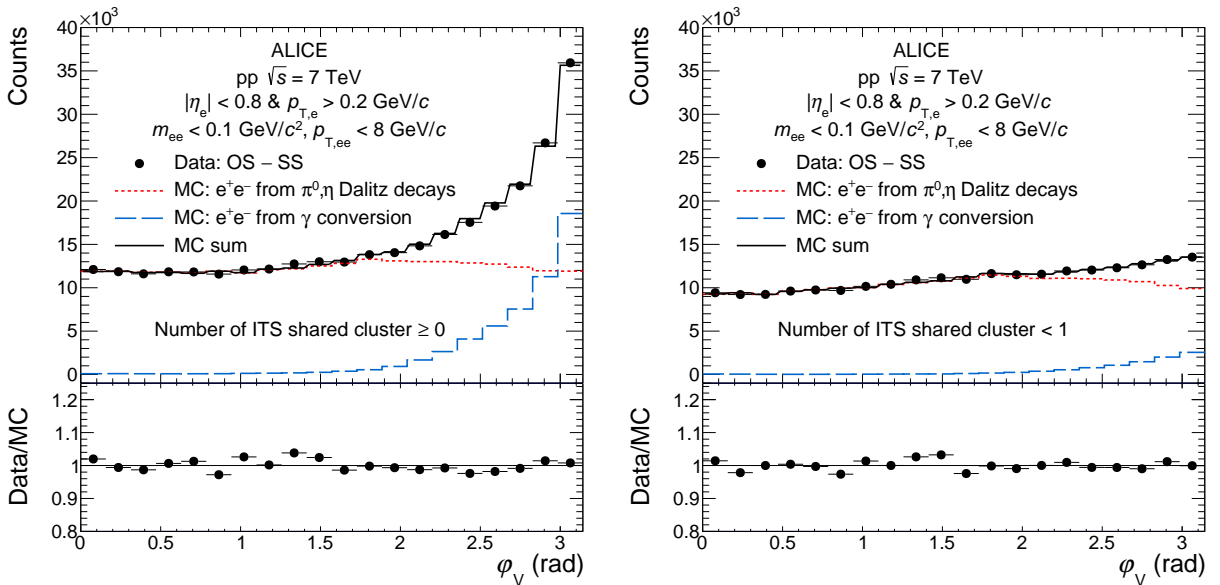 ×10³
Counts
40
35
30
25
20
15
10
5
0
ALICE
pp √s = 7 TeV
|η_e| < 0.8 & p_T,e > 0.2 GeV/c
m_ee < 0.1 GeV/c², p_T,ee < 8 GeV/c
Data: OS − SS
MC: e⁺e⁻ from π⁰,η Dalitz decays
MC: e⁺e⁻ from γ conversion
MC sum
Number of ITS shared cluster ≥ 0
Data/MC
1.2
1.1
1
0.9
0.8
0 0.5 1 1.5 2 2.5 3
φ_V (rad)
×10³
Counts
40
35
30
25
20
15
10
5
0
ALICE
pp √s = 7 TeV
|η_e| < 0.8 & p_T,e > 0.2 GeV/c
m_ee < 0.1 GeV/c², p_T,ee < 8 GeV/c
Data: OS − SS
MC: e⁺e⁻ from π⁰,η Dalitz decays
MC: e⁺e⁻ from γ conversion
MC sum
Number of ITS shared cluster < 1
Data/MC
1.2
1.1
1
0.9
0.8
0 0.5 1 1.5 2 2.5 3
φ_V (rad)